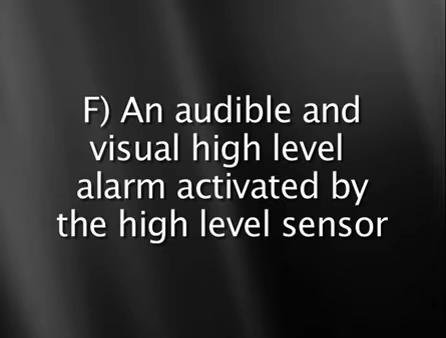 F) An audible and
visual high level
alarm activated by
the high level sensor